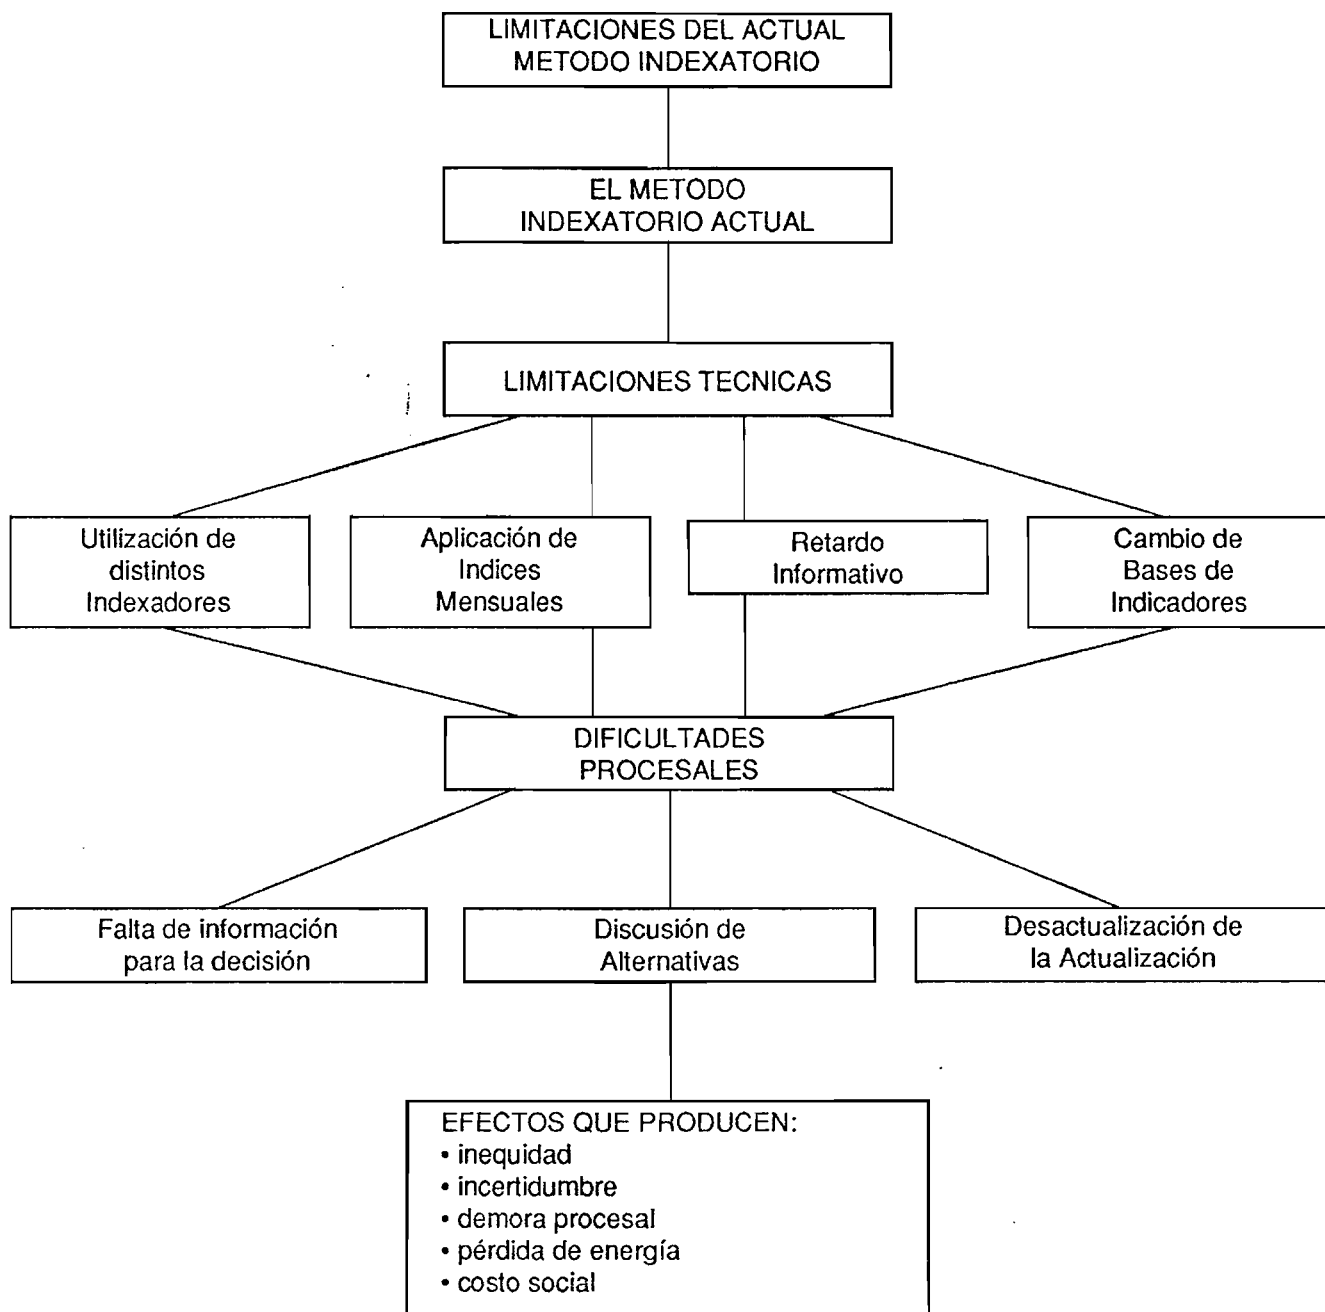 LIMITACIONES DEL ACTUAL
METODO INDEXATORIO
EL METODO
INDEXATORIO ACTUAL
LIMITACIONES TECNICAS
Utilización de
distintos
Indexadores
Aplicación de
Indices
Mensuales
Retardo
Informativo
Cambio de
Bases de
Indicadores
DIFICULTADES
PROCESALES
Falta de información
para la decisión
Discusión de
Alternativas
Desactualización de
la Actualización
EFECTOS QUE PRODUCEN:
• inequidad
• incertidumbre
• demora procesal
• pérdida de energía
• costo social